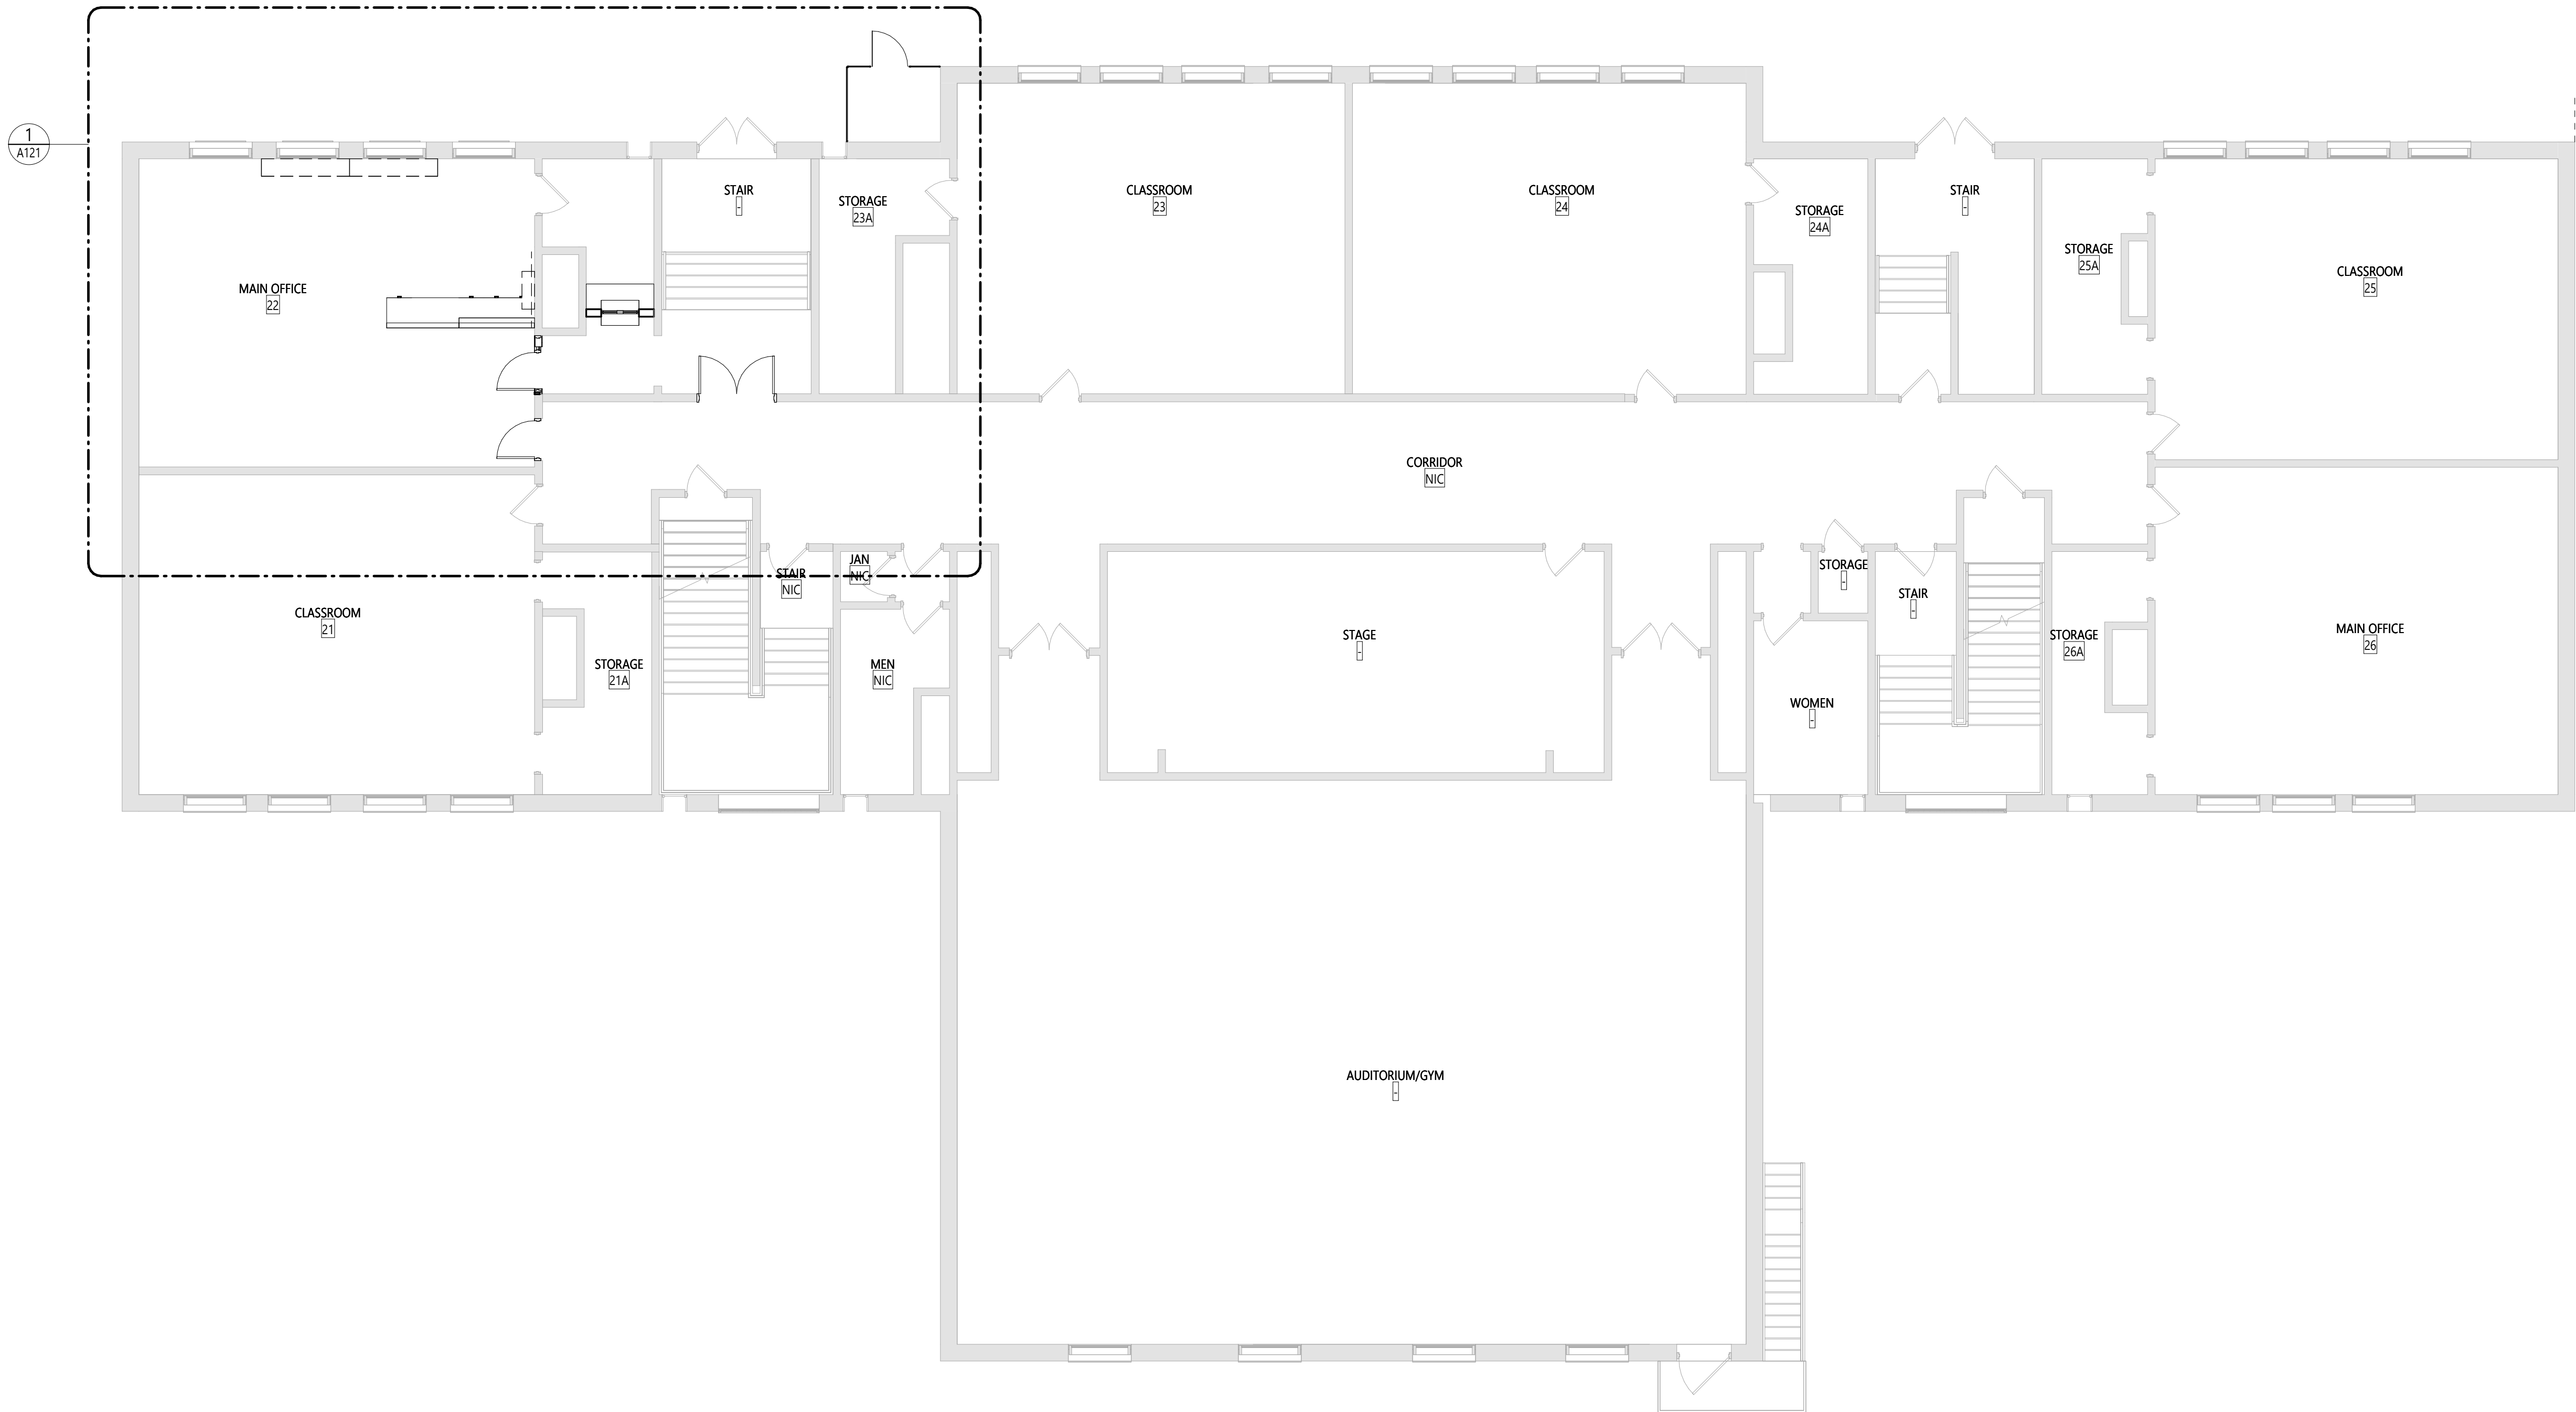 1
A121
MAIN OFFICE
22
STAIR
-
STORAGE
23A
CLASSROOM
23
CLASSROOM
24
STORAGE
24A
STAIR
-
STORAGE
25A
CLASSROOM
25
CORRIDOR
NIC
CLASSROOM
21
STORAGE
21A
STAIR
NIC
JAN
NIC
MEN
NIC
STAGE
-
STORAGE
-
STAIR
-
WOMEN
-
STORAGE
26A
MAIN OFFICE
26
AUDITORIUM/GYM
-